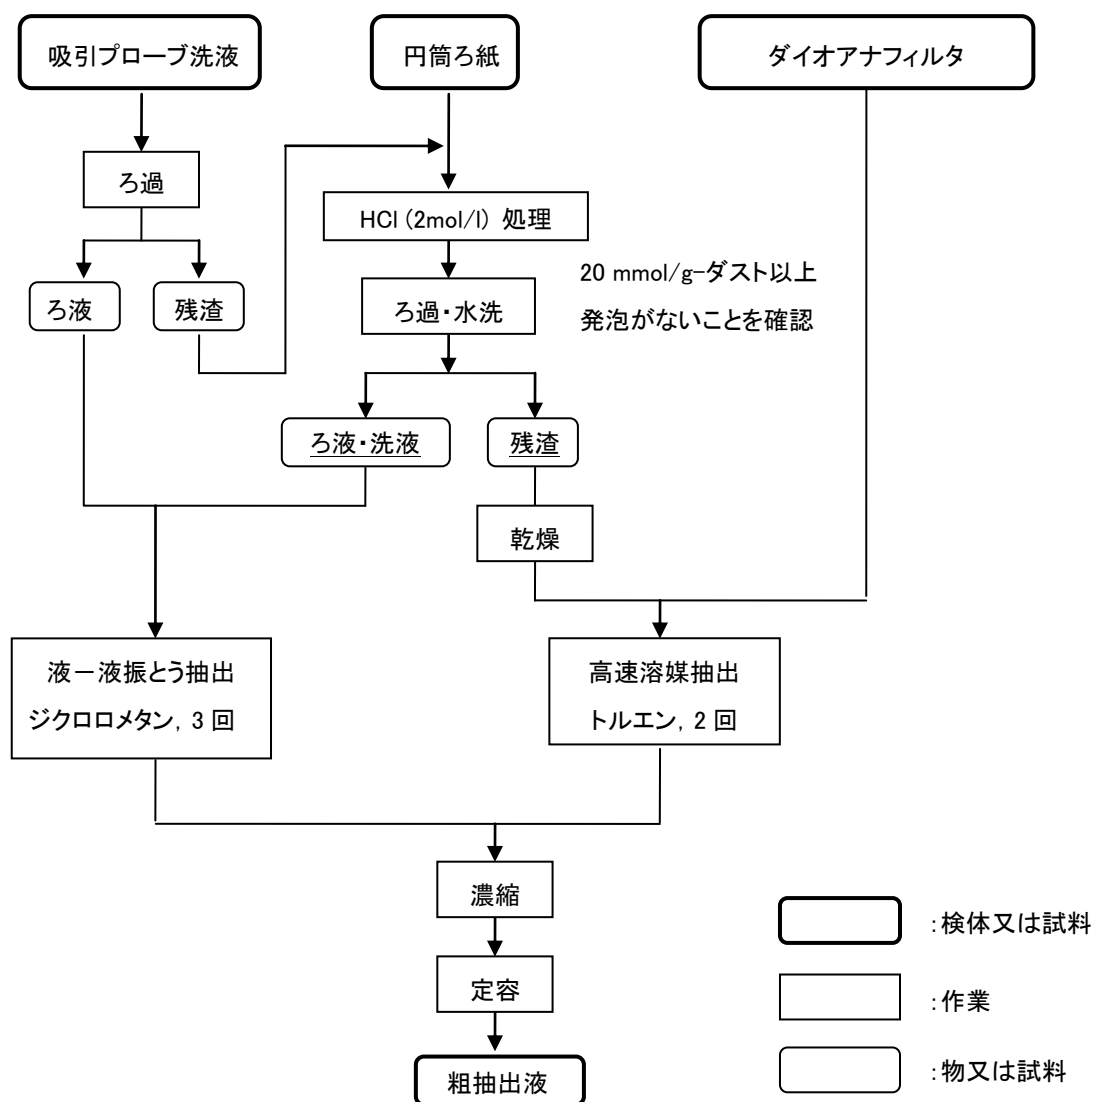 吸引プローブ洗液
円筒ろ紙
ダイオアナフィルタ
ろ過
HCl (2mol/l) 処理
20 mmol/g-ダスト以上
発泡がないことを確認
ろ液
残渣
ろ過・水洗
ろ液・洗液
残渣
乾燥
液－液振とう抽出
ジクロロメタン, 3 回
高速溶媒抽出
トルエン, 2 回
濃縮
定容
粗抽出液
:検体又は試料
:作業
:物又は試料